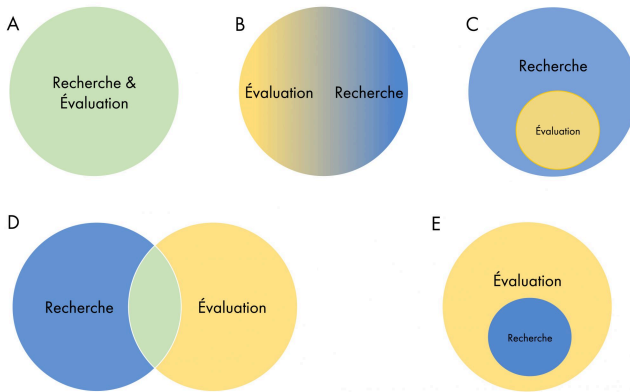 A
Recherche &
Évaluation
B
Évaluation
Recherche
C
Recherche
Évaluation
D
Recherche
Évaluation
E
Évaluation
Recherche